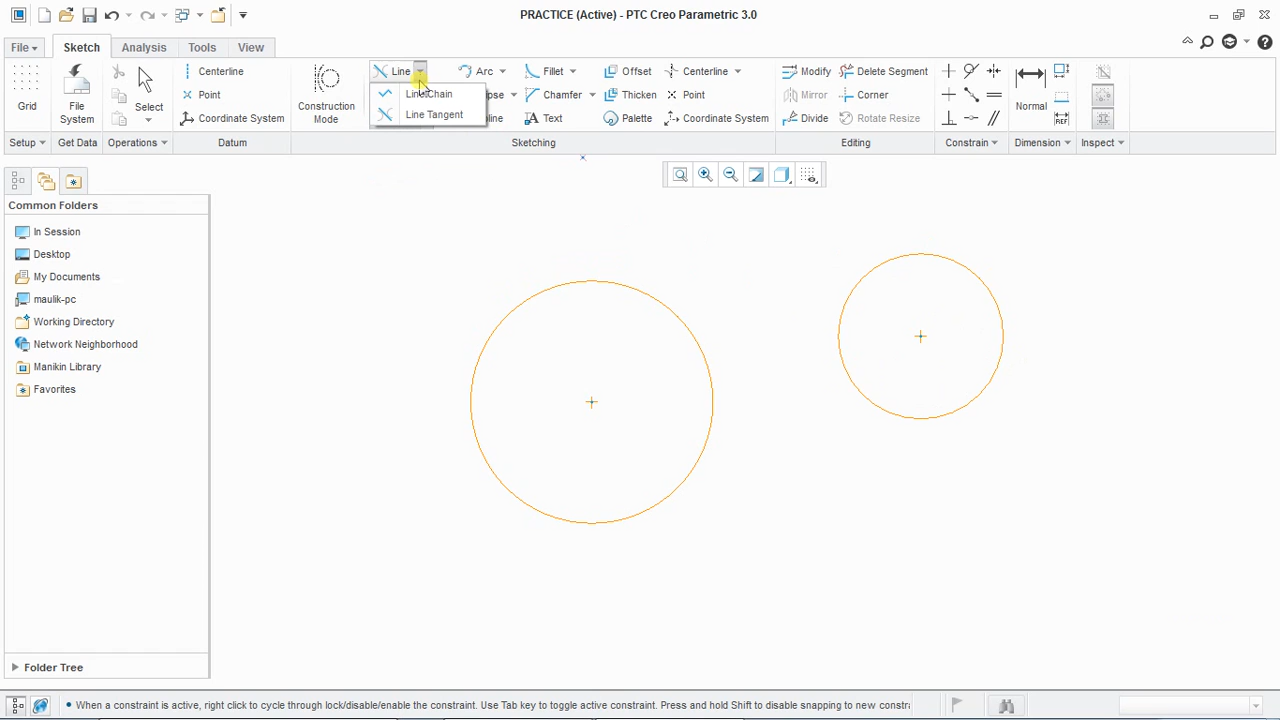 PRACTICE (Active) - PTC Creo Parametric 3.0
File Sketch Analysis Tools View
Grid
File System
Select
Centerline
Point
Coordinate System
Construction Mode
Line
Line Chain
Line Tangent
Arc
Fillet
Chamfer
Text
Offset
Thicken
Palette
Centerline
Point
Coordinate System
Modify
Mirror
Divide
Delete Segment
Corner
Rotate Resize
Normal
Setup Get Data Operations Datum Sketching Editing Constrain Dimension Inspect
Common Folders
In Session
Desktop
My Documents
maulik-pc
Working Directory
Network Neighborhood
Manikin Library
Favorites
Folder Tree
• When a constraint is active, right click to cycle through lock/disable/enable the constraint. Use Tab key to toggle active constraint. Press and hold Shift to disable snapping to new constra